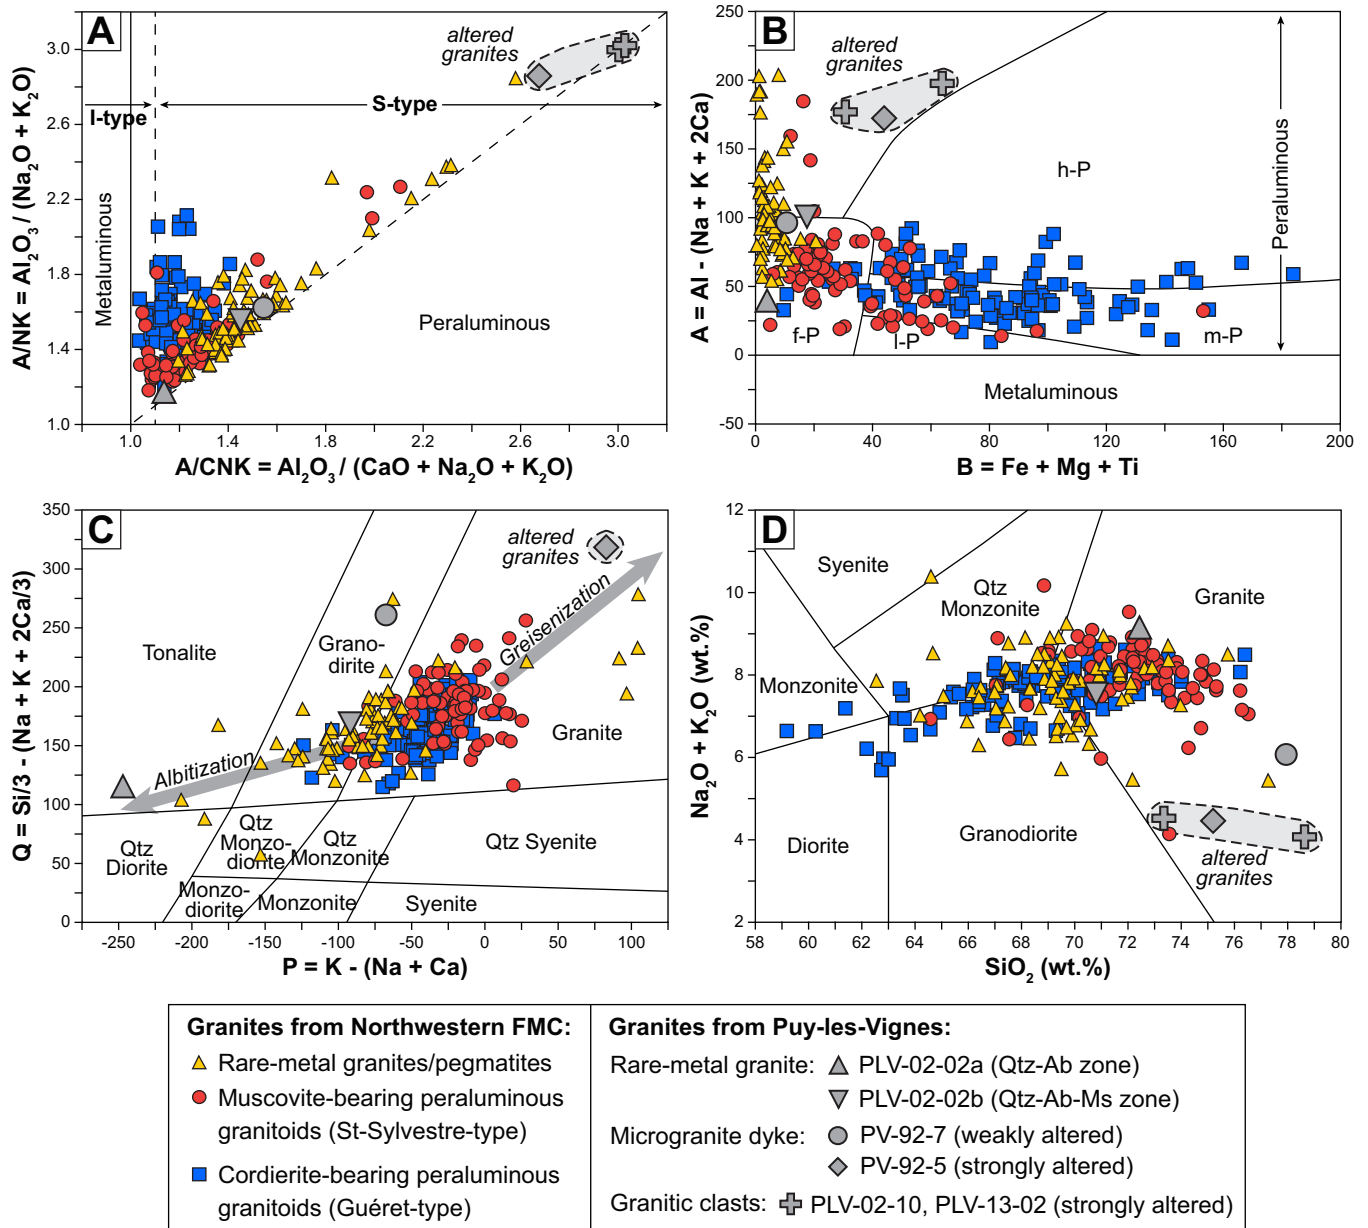 A
altered
granites
I-type
S-type
Metaluminous
Peraluminous
A/NK = Al₂O₃ / (Na₂O + K₂O)
3.0
2.6
2.2
1.8
1.4
1.0
1.0 1.4 1.8 2.2 2.6 3.0
A/CNK = Al₂O₃ / (CaO + Na₂O + K₂O)
B
altered
granites
h-P
Peraluminous
f-P
l-P
m-P
Metaluminous
A = Al - (Na + K + 2Ca)
250
200
150
100
50
0
-50
0 40 80 120 160 200
B = Fe + Mg + Ti
C
altered
granites
Greisenization
Albitization
Tonalite
Grano-
dirite
Granite
Qtz
Diorite
Qtz
Monzo-
diorite
Qtz
Monzonite
Qtz Syenite
Monzo-
diorite
Monzonite
Syenite
Q = Si/3 - (Na + K + 2Ca/3)
350
300
250
200
150
100
50
0
-250 -200 -150 -100 -50 0 50 100
P = K - (Na + Ca)
D
Syenite
Qtz
Monzonite
Granite
Monzonite
Diorite
Granodiorite
altered
granites
Na₂O + K₂O (wt.%)
12
10
8
6
4
2
58 60 62 64 66 68 70 72 74 76 78 80
SiO₂ (wt.%)
Granites from Northwestern FMC:
Rare-metal granites/pegmatites
Muscovite-bearing peraluminous
granitoids (St-Sylvestre-type)
Cordierite-bearing peraluminous
granitoids (Guéret-type)
Granites from Puy-les-Vignes:
Rare-metal granite: PLV-02-02a (Qtz-Ab zone)
PLV-02-02b (Qtz-Ab-Ms zone)
Microgranite dyke: PV-92-7 (weakly altered)
PV-92-5 (strongly altered)
Granitic clasts: PLV-02-10, PLV-13-02 (strongly altered)